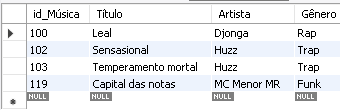 id_Música Título Artista Gênero
100 Leal Djonga Rap
102 Sensasional Huzz Trap
103 Temperamento mortal Huzz Trap
119 Capital das notas MC Menor MR Funk
NULL NULL NULL NULL